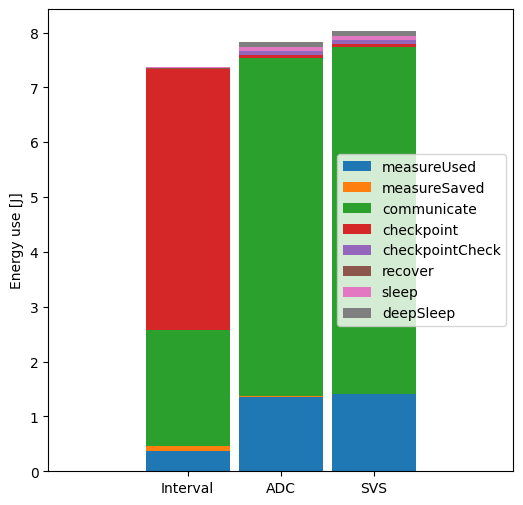 Energy use [J]
8
7
6
5
4
3
2
1
0
Interval
ADC
SVS
measureUsed
measureSaved
communicate
checkpoint
checkpointCheck
recover
sleep
deepSleep